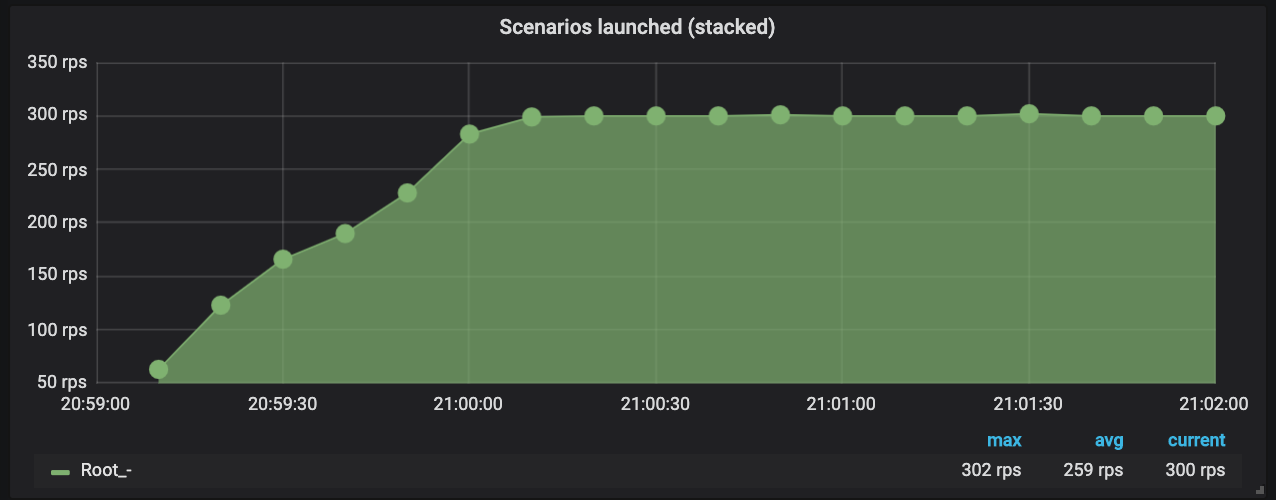 Scenarios launched (stacked)
350 rps
300 rps
250 rps
200 rps
150 rps
100 rps
50 rps
20:59:00 20:59:30 21:00:00 21:00:30 21:01:00 21:01:30 21:02:00
max avg current
Root_- 302 rps 259 rps 300 rps